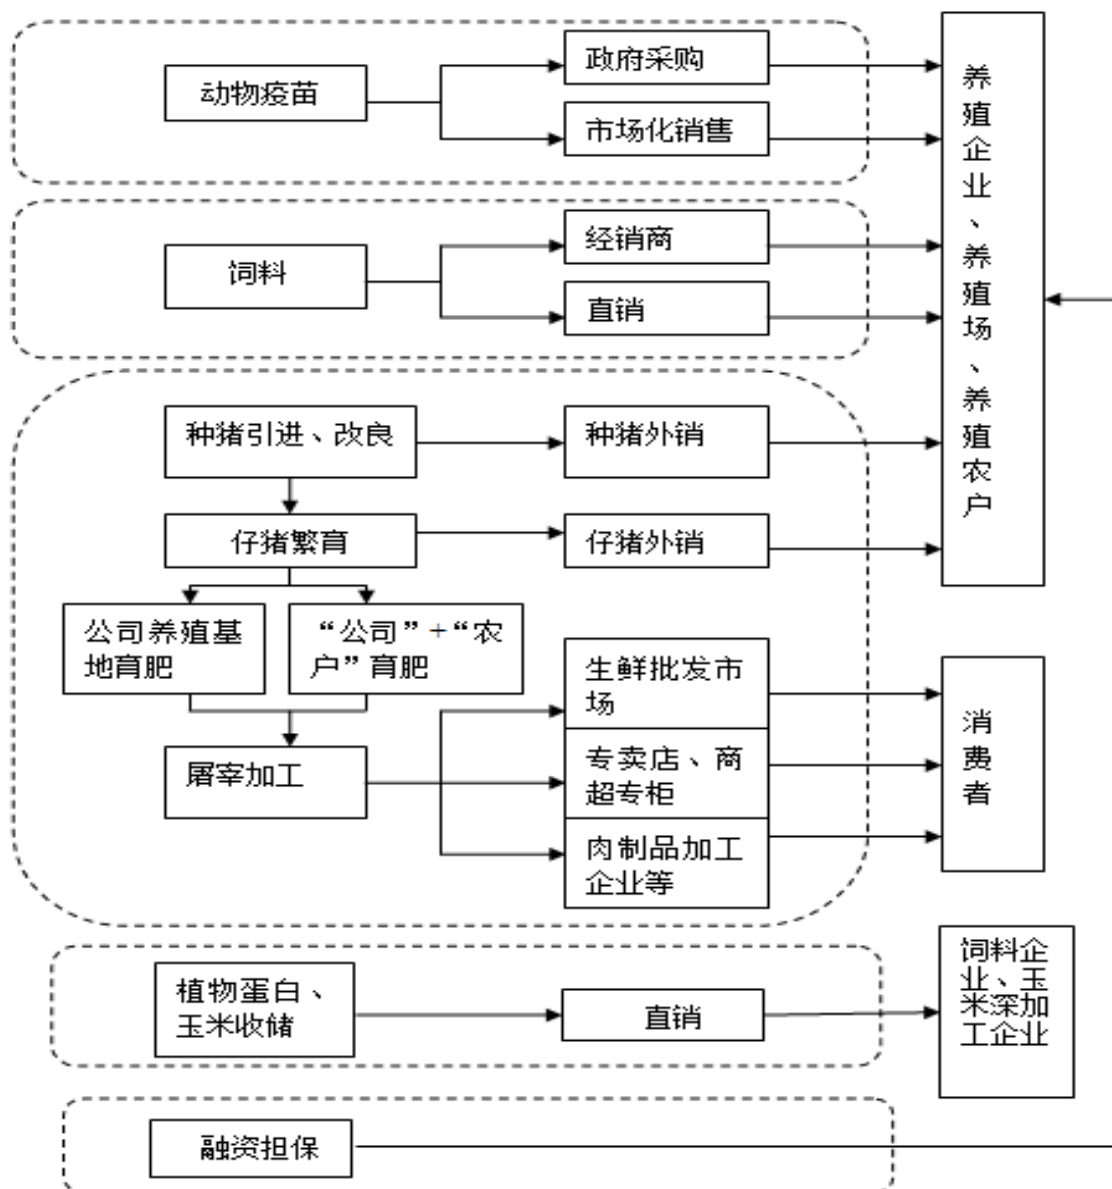 动物疫苗
政府采购
市场化销售
饲料
经销商
直销
养殖企业、养殖场、养殖农户
种猪引进、改良
种猪外销
仔猪繁育
仔猪外销
公司养殖基
地育肥
“公司”+“农
户”育肥
屠宰加工
生鲜批发市
场
专卖店、商
超专柜
肉制品加工
企业等
消费者
植物蛋白、
玉米收储
直销
饲料企
业、玉
米深加
工企业
融资担保